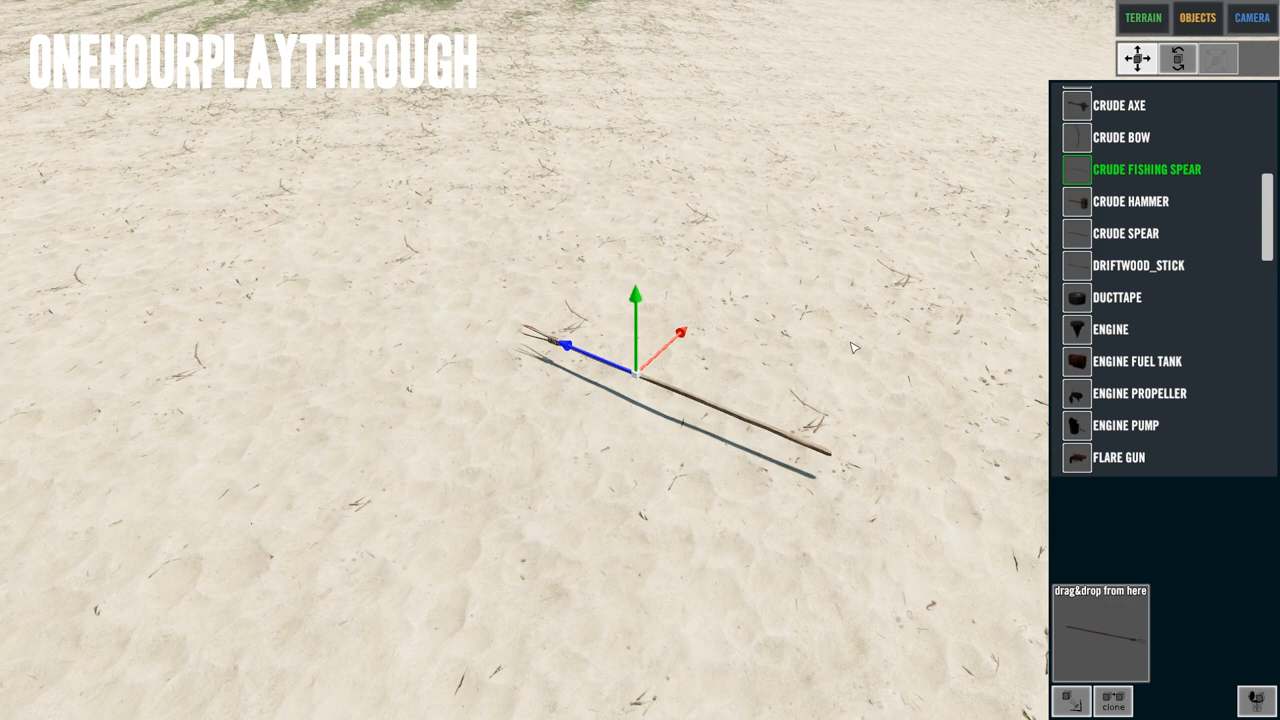 ONEHOURPLAYTHROUGH
TERRAIN
OBJECTS
CAMERA
CRUDE AXE
CRUDE BOW
CRUDE FISHING SPEAR
CRUDE HAMMER
CRUDE SPEAR
DRIFTWOOD_STICK
DUCTTAPE
ENGINE
ENGINE FUEL TANK
ENGINE PROPELLER
ENGINE PUMP
FLARE GUN
drag&drop from here
clone